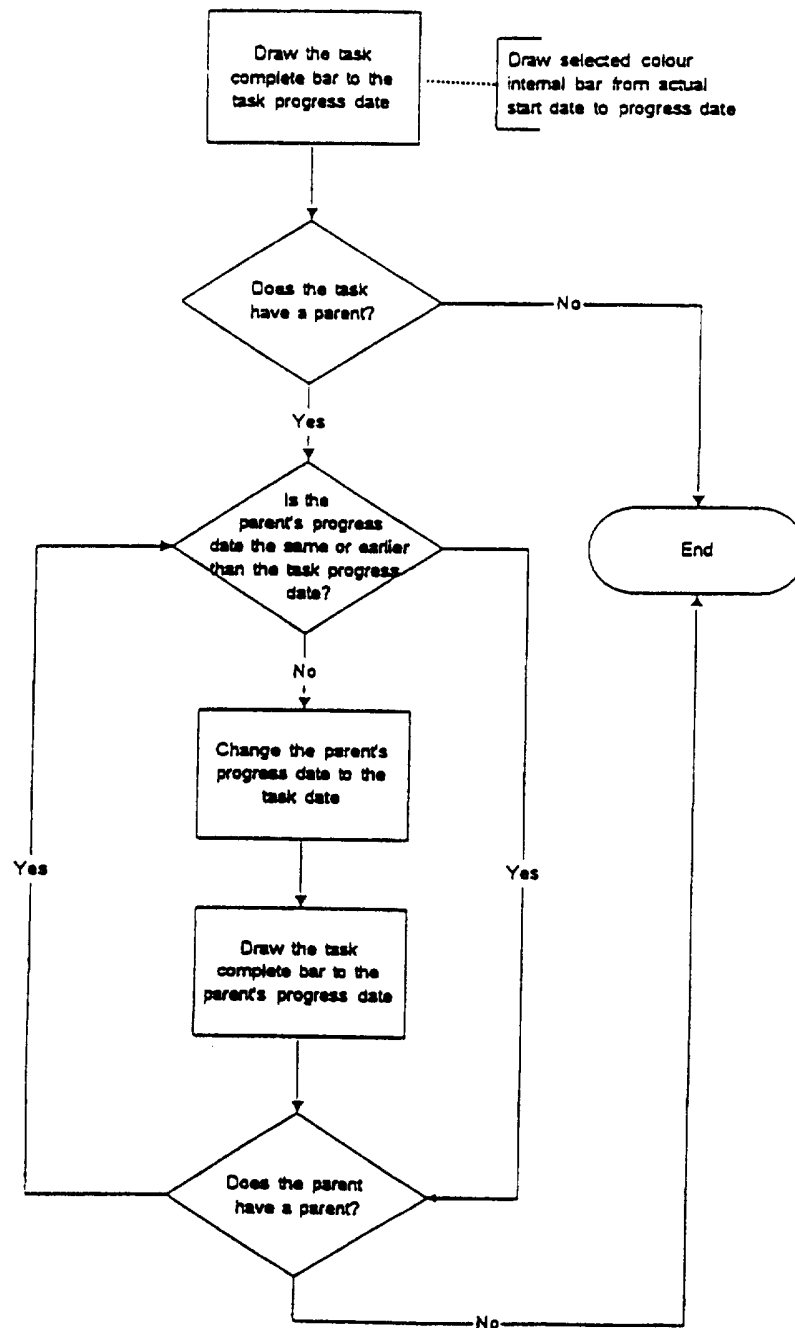 Draw the task
complete bar to the
task progress date
Draw selected colour
internal bar from actual
start date to progress date
Does the task
have a parent?
No
Yes
Is the
parent's progress
date the same or earlier
than the task progress
date?
End
No
Change the parent's
progress date to the
task date
Yes
Yes
Draw the task
complete bar to the
parent's progress date
Does the parent
have a parent?
No